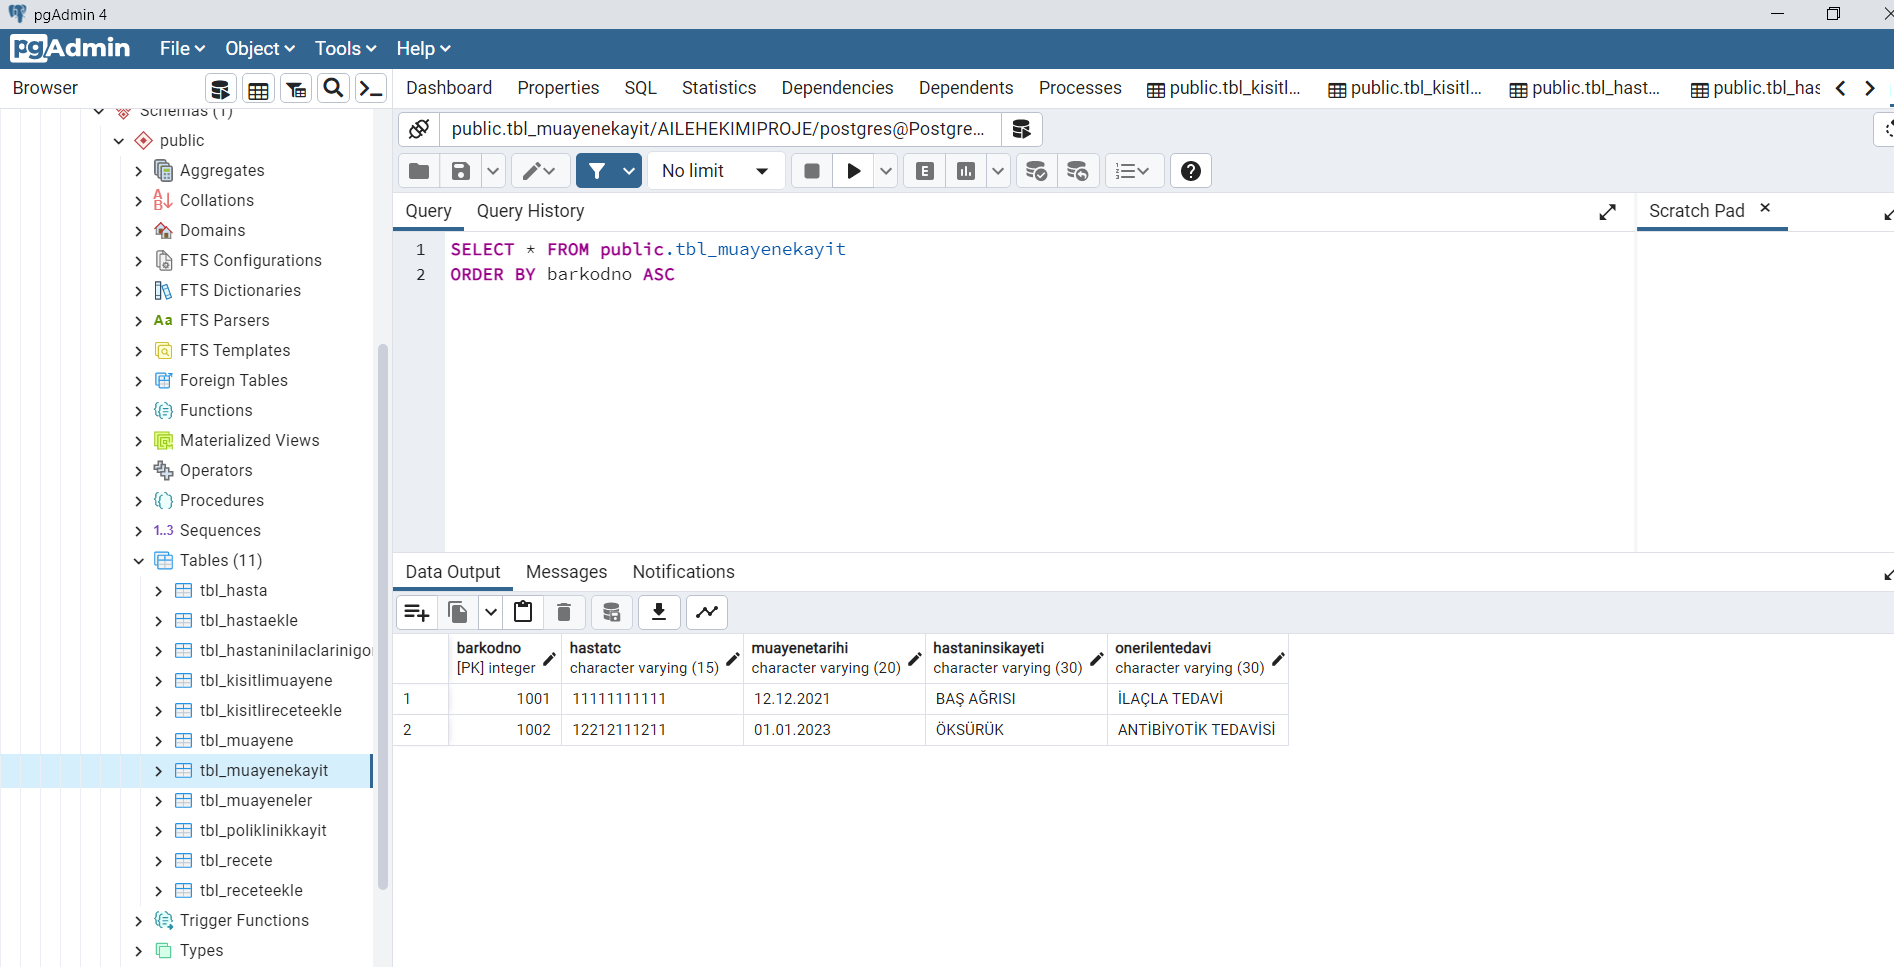 pgAdmin 4
pgAdmin File Object Tools Help
Browser
Dashboard Properties SQL Statistics Dependencies Dependents Processes public.tbl_kisitl... public.tbl_kisitl... public.tbl_hast... public.tbl_has
Schemas (1)
public
Aggregates
Collations
Domains
FTS Configurations
FTS Dictionaries
Aa FTS Parsers
FTS Templates
Foreign Tables
Functions
Materialized Views
Operators
Procedures
1..3 Sequences
Tables (11)
tbl_hasta
tbl_hastaekle
tbl_hastaninilaclarinigo
tbl_kisitlimuayene
tbl_kisitlireceteekle
tbl_muayene
tbl_muayenekayit
tbl_muayeneler
tbl_poliklinikkayit
tbl_recete
tbl_receteekle
Trigger Functions
Types
public.tbl_muayenekayit/AILEHEKIMIPROJE/postgres@Postgre...
No limit E
Query Query History
Scratch Pad
1 SELECT * FROM public.tbl_muayenekayit
2 ORDER BY barkodno ASC
Data Output Messages Notifications
barkodno hastatc muayenetarihi hastaninsikayeti onerilentedavi
[PK] integer character varying (15) character varying (20) character varying (30) character varying (30)
1 1001 11111111111 12.12.2021 BAŞ AĞRISI İLAÇLA TEDAVİ
2 1002 12212111211 01.01.2023 ÖKSÜRÜK ANTİBİYOTİK TEDAVİSİ